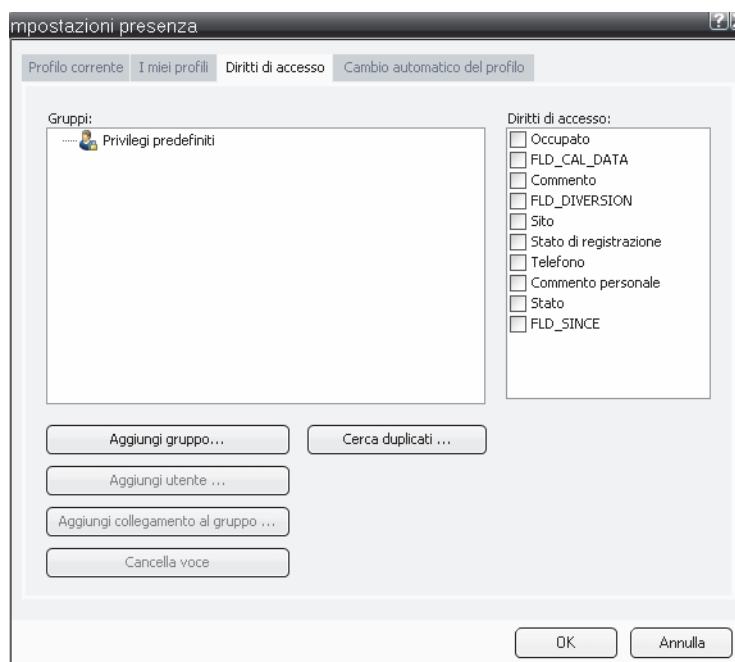 mpostazioni presenza
Profilo corrente I miei profili Diritti di accesso Cambio automatico del profilo
Gruppi:
Privilegi predefiniti
Diritti di accesso:
Occupato
FLD_CAL_DATA
Commento
FLD_DIVERSION
Sito
Stato di registrazione
Telefono
Commento personale
Stato
FLD_SINCE
Aggiungi gruppo...
Cerca duplicati ...
Aggiungi utente ...
Aggiungi collegamento al gruppo ...
Cancella voce
OK
Annulla